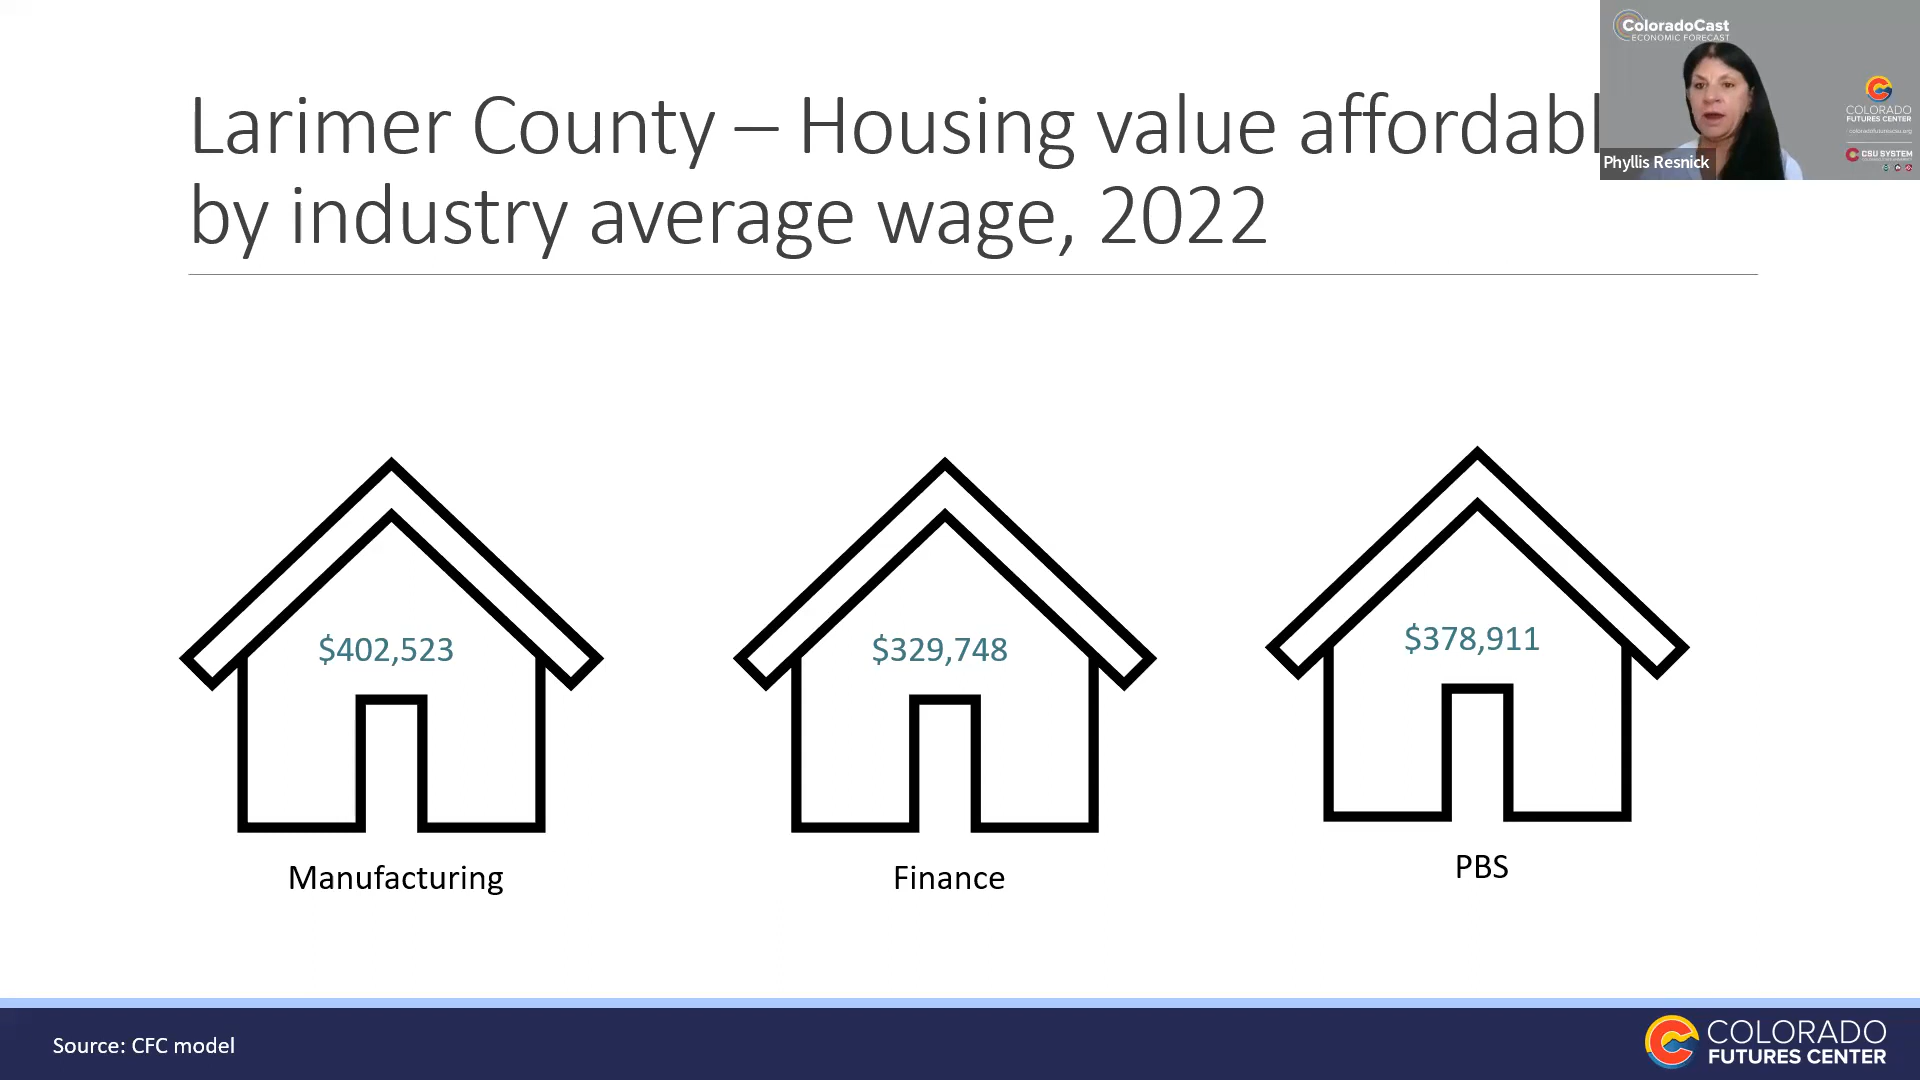 ColoradoCast
ECONOMIC FORECAST
COLORADO
FUTURES CENTER
coloradofuturescsu.org
CSU SYSTEM
Phyllis Resnick
Larimer County – Housing value affordabl
by industry average wage, 2022
$402,523
$329,748
$378,911
Manufacturing
Finance
PBS
Source: CFC model
COLORADO
FUTURES CENTER